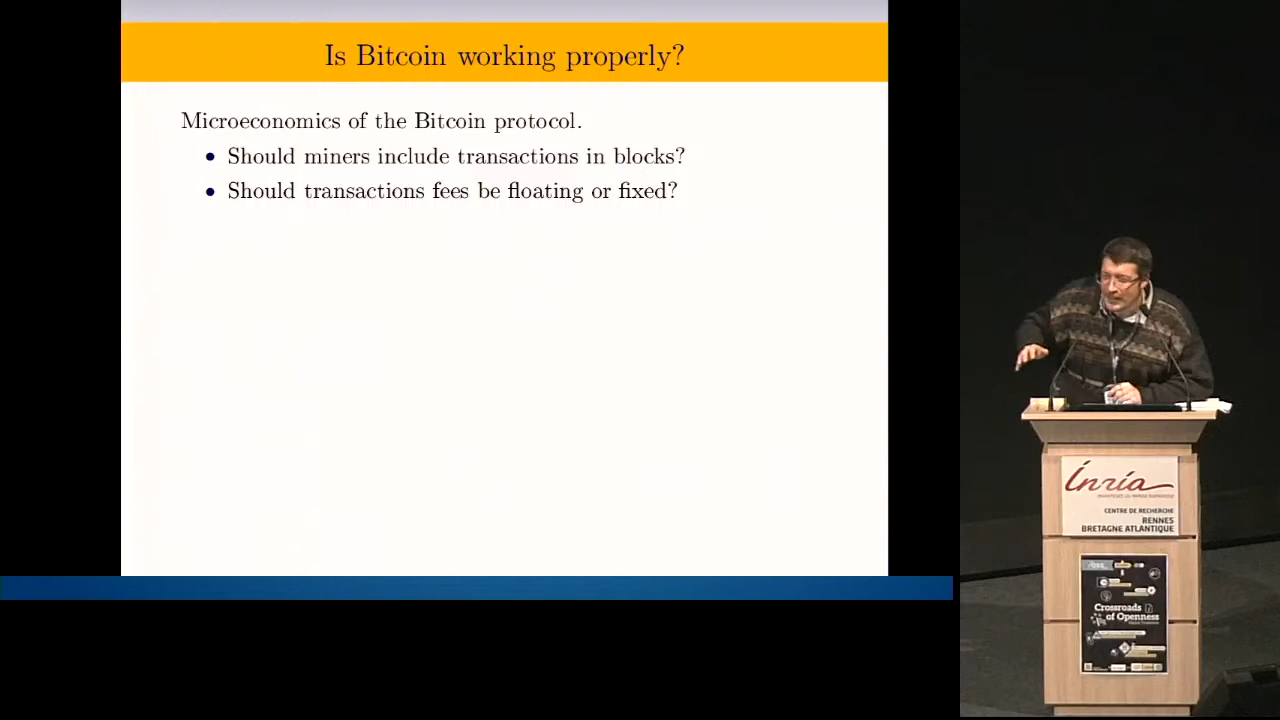 Is Bitcoin working properly?
Microeconomics of the Bitcoin protocol.
• Should miners include transactions in blocks?
• Should transactions fees be floating or fixed?
Inria
CENTRE DE RECHERCHE
RENNES
BRETAGNE ATLANTIQUE
Crossroads
of Openness